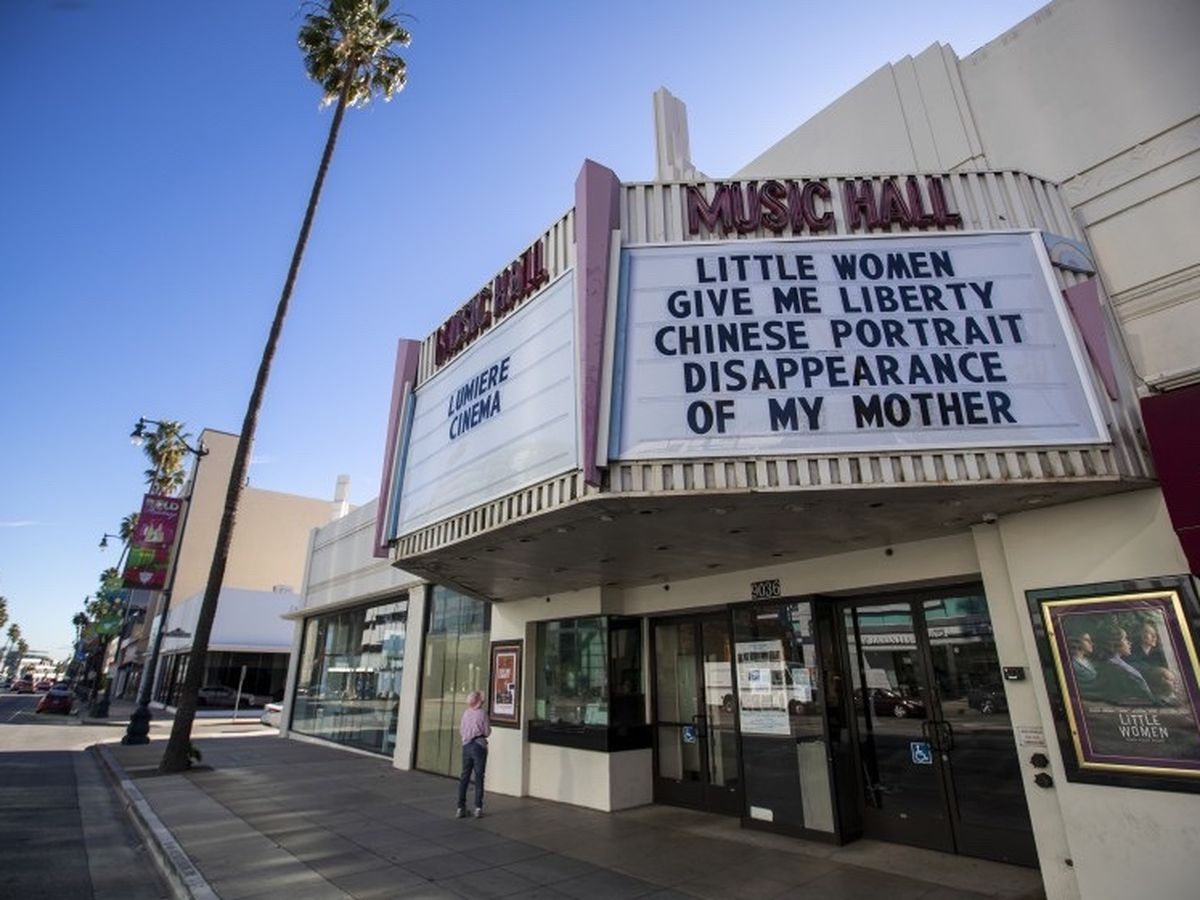 MUSIC HALL
MUSIC HALL
LITTLE WOMEN
GIVE ME LIBERTY
CHINESE PORTRAIT
DISAPPEARANCE
OF MY MOTHER
LUMIERE
CINEMA
9036
LITTLE
WOMEN